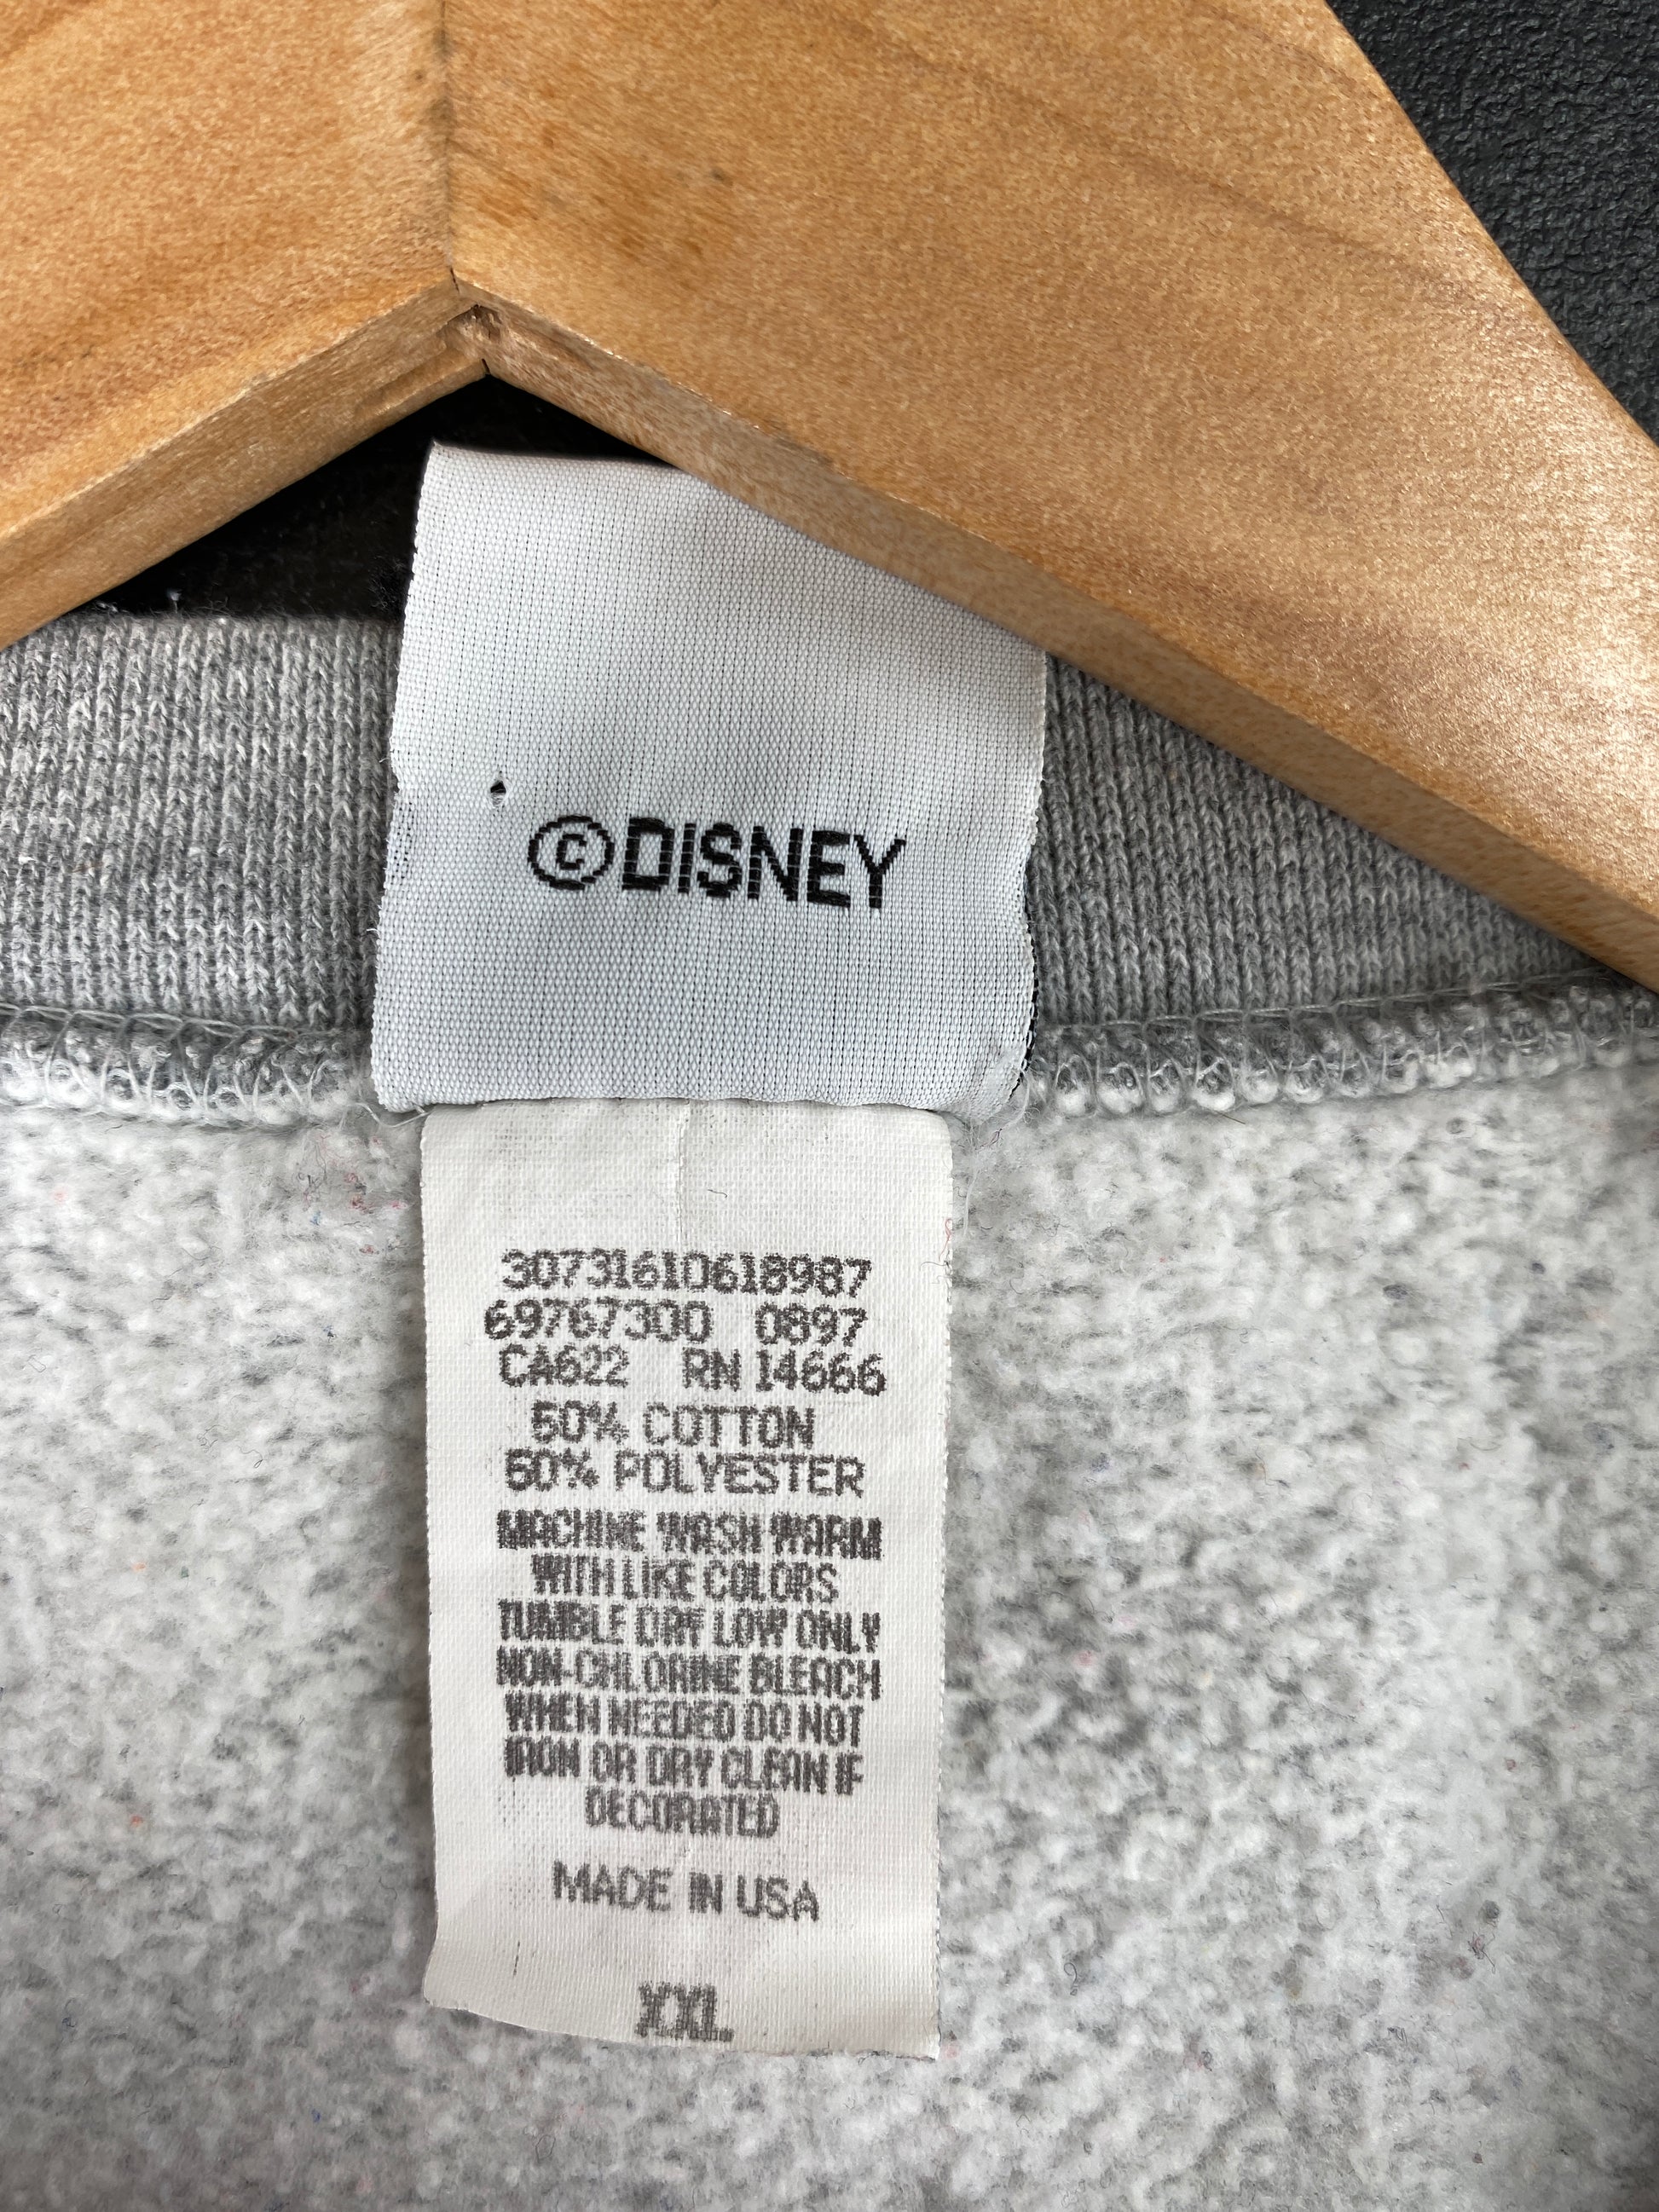 ©DISNEY
30731610618987
69767300 0897
CA622 RN 14666
50% COTTON
50% POLYESTER
MACHINE WASH WARM
WITH LIKE COLORS
TUMBLE DRY LOW ONLY
NON-CHLORINE BLEACH
WHEN NEEDED DO NOT
IRON OR DRY CLEAN IF
DECORATED
MADE IN USA
XXL